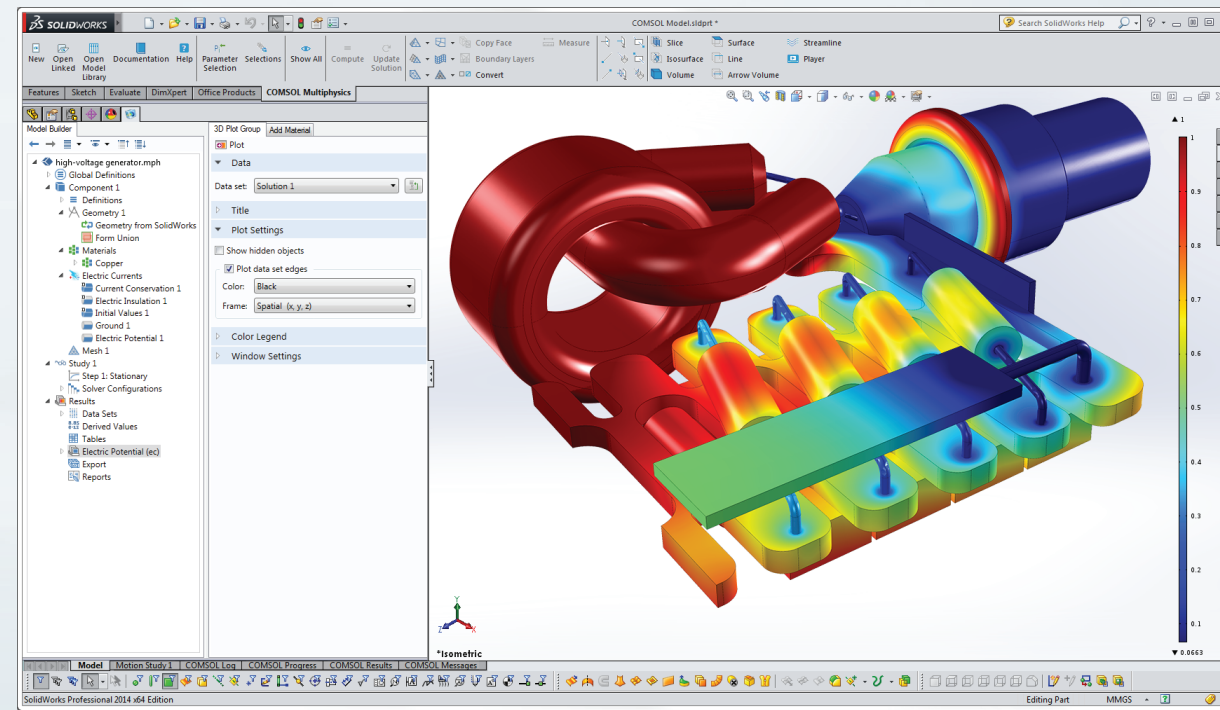 SOLIDWORKS
COMSOL Model.sldprt *
Search SolidWorks Help
New
Open Linked
Open Model Library
Documentation
Help
Parameter Selection
Selections
Show All
Compute
Update Solution
Copy Face
Boundary Layers
Convert
Measure
Slice
Isosurface
Volume
Surface
Line
Arrow Volume
Streamline
Player
Features
Sketch
Evaluate
DimXpert
Office Products
COMSOL Multiphysics
Model Builder
high-voltage generator.mph
Global Definitions
Component 1
Definitions
Geometry 1
Geometry from SolidWorks
Form Union
Materials
Copper
Electric Currents
Current Conservation 1
Electric Insulation 1
Initial Values 1
Ground 1
Electric Potential 1
Mesh 1
Study 1
Step 1: Stationary
Solver Configurations
Results
Data Sets
Derived Values
Tables
Electric Potential (ec)
Export
Reports
3D Plot Group
Add Material
Plot
Data
Data set: Solution 1
Title
Plot Settings
Show hidden objects
Plot data set edges
Color: Black
Frame: Spatial (x, y, z)
Color Legend
Window Settings
▲ 1
1
0.9
0.8
0.7
0.6
0.5
0.4
0.3
0.2
0.1
▼ 0.0663
Y
Z
X
*Isometric
Model
Motion Study 1
COMSOL Log
COMSOL Progress
COMSOL Results
COMSOL Messages
SolidWorks Professional 2014 x64 Edition
Editing Part
MMGS